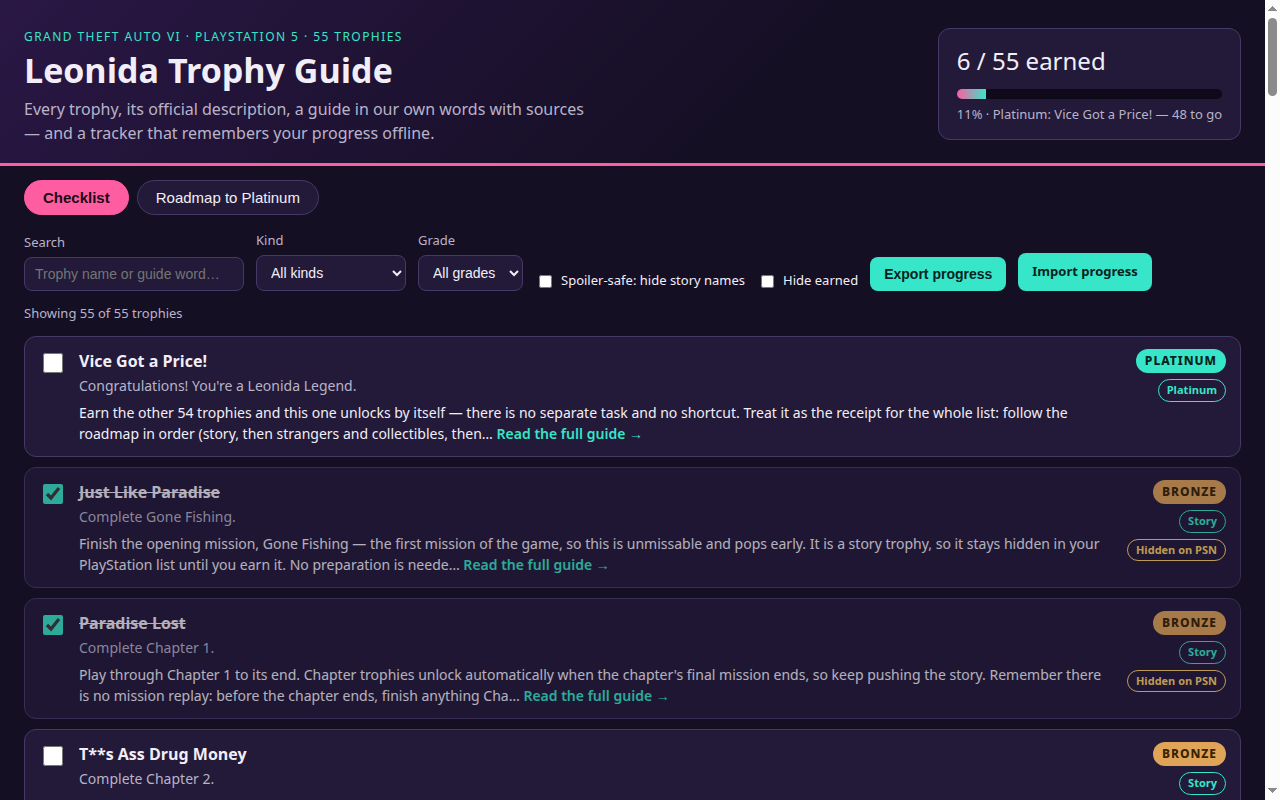 GRAND THEFT AUTO VI · PLAYSTATION 5 · 55 TROPHIES
Leonida Trophy Guide
Every trophy, its official description, a guide in our own words with sources
— and a tracker that remembers your progress offline.
6 / 55 earned
11% · Platinum: Vice Got a Price! — 48 to go
Checklist
Roadmap to Platinum
Search
Kind
Grade
Trophy name or guide word…
All kinds
All grades
Spoiler-safe: hide story names
Hide earned
Export progress
Import progress
Showing 55 of 55 trophies
Vice Got a Price!
PLATINUM
Congratulations! You're a Leonida Legend.
Platinum
Earn the other 54 trophies and this one unlocks by itself — there is no separate task and no shortcut. Treat it as the receipt for the whole list: follow the
roadmap in order (story, then strangers and collectibles, then… Read the full guide →
Just Like Paradise
BRONZE
Complete Gone Fishing.
Story
Finish the opening mission, Gone Fishing — the first mission of the game, so this is unmissable and pops early. It is a story trophy, so it stays hidden in your
Hidden on PSN
PlayStation list until you earn it. No preparation is neede… Read the full guide →
Paradise Lost
BRONZE
Complete Chapter 1.
Story
Play through Chapter 1 to its end. Chapter trophies unlock automatically when the chapter's final mission ends, so keep pushing the story. Remember there
Hidden on PSN
is no mission replay: before the chapter ends, finish anything Cha… Read the full guide →
T**s Ass Drug Money
BRONZE
Complete Chapter 2.
Story